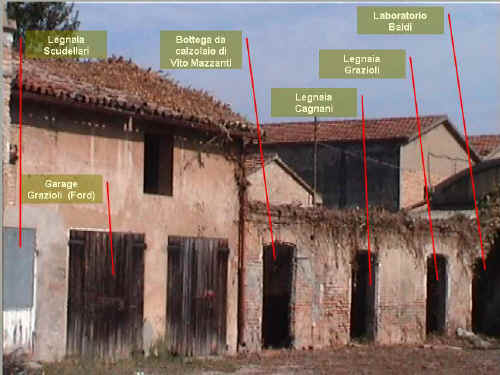 Legnaia
Scudellari
Bottega da
calzolaio di
Vito Mazzanti
Laboratorio
Baldi
Legnaia
Grazioli
Legnaia
Cagnani
Garage
Grazioli (Ford)